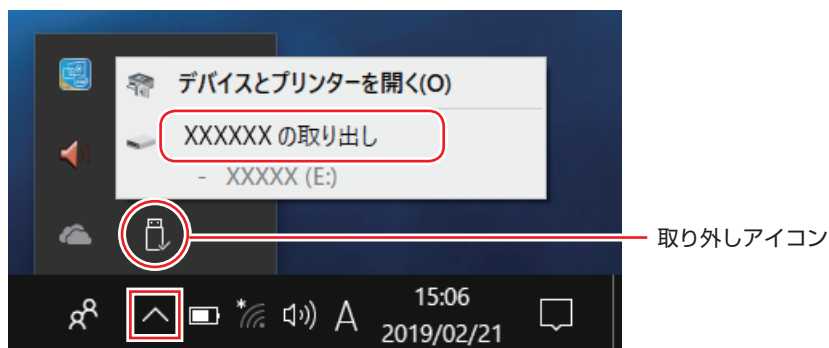 デバイスとプリンターを開く(O)
XXXXXX の取り出し
- XXXXX (E:)
取り外しアイコン
A
15:06
2019/02/21